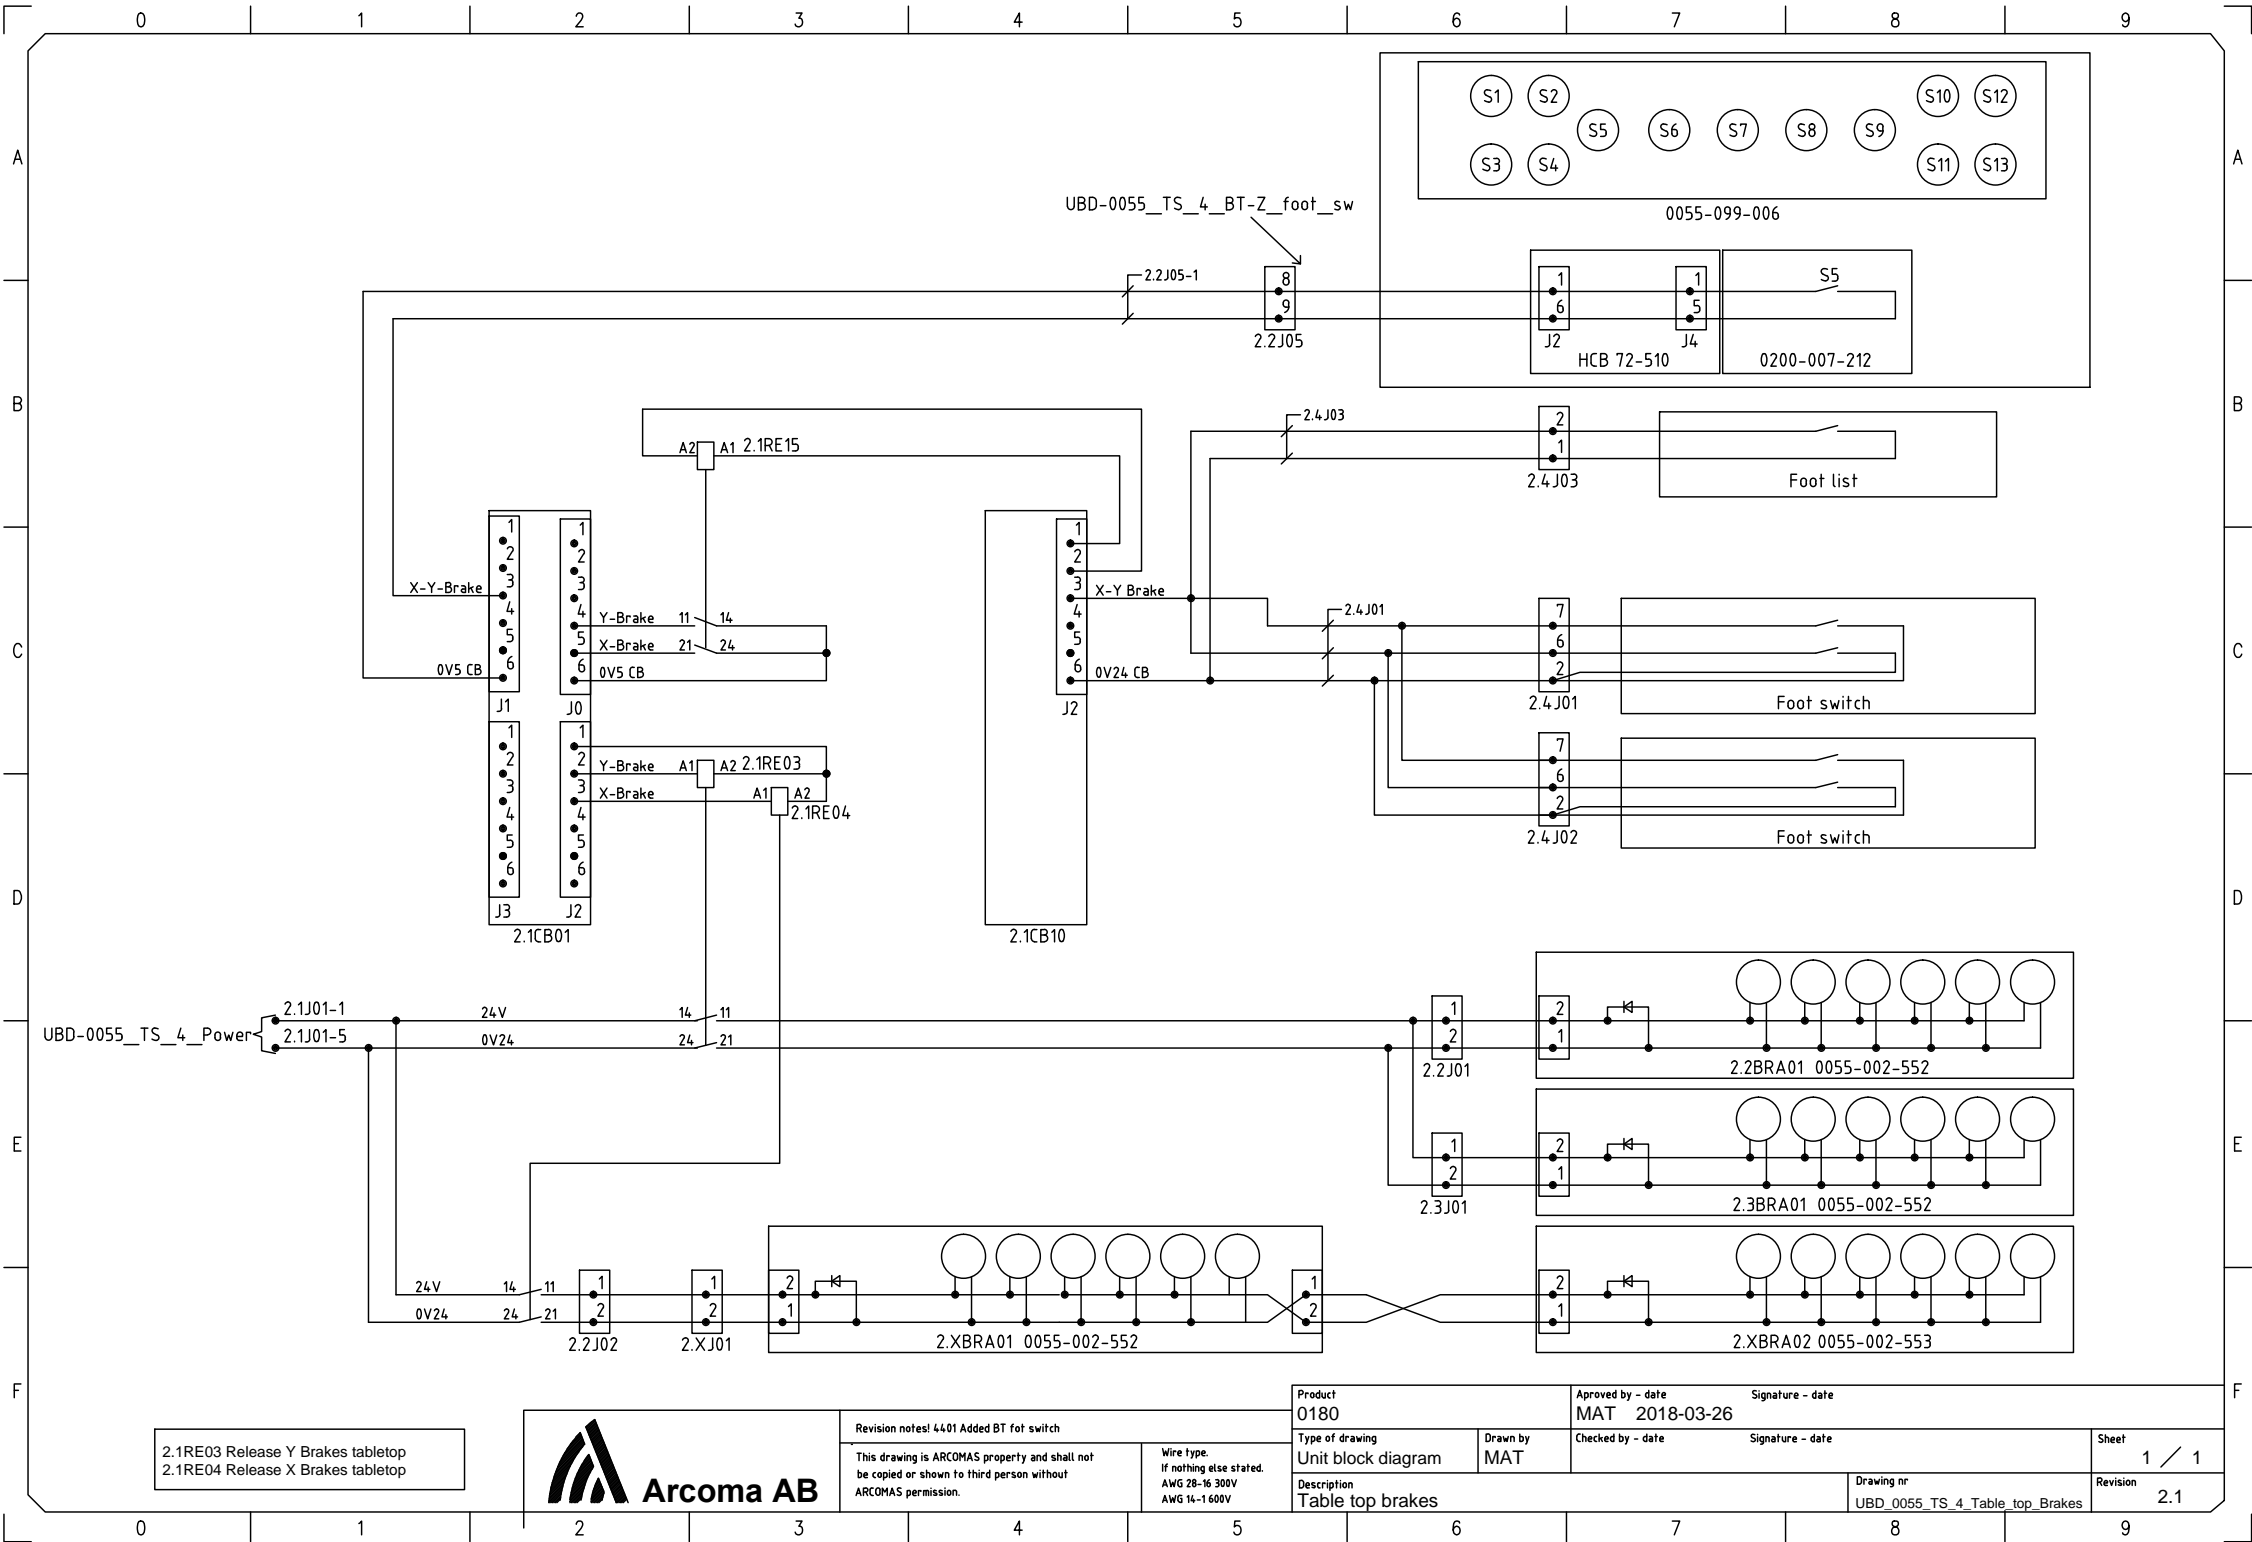 0 1 2 3 4 5 6 7 8 9
S1 S2 S10 S12
S5 S6 S7 S8 S9
A A
S3 S4 S11 S13
UBD-0055_TS_4_BT-Z_foot_sw
0055-099-006
2.2J05-1 8 1 1 S5
9 6 5
2.2J05 J2 J4
HCB 72-510 0200-007-212
B B
2.4J03 2
A2 A1 2.1RE15 1
2.4J03 Foot list
1 1 1
2 2 2
X-Y-Brake 3 3 3 X-Y Brake
4 4 4 2.4J01 7
Y-Brake 11 14
5 5 5 6
C X-Brake 21 24 C
0V5 CB 6 6 0V5 CB 6 0V24 CB 2
J1 J0 J2 2.4J01 Foot switch
1 1 7
2 2 Y-Brake A1 A2 2.1RE03 6
3 3 X-Brake A1 A2 2
4 4 2.1RE04
5 5 2.4J02 Foot switch
6 6
D D
J3 J2
2.1CB01 2.1CB10
2.1J01-1 24V 14 11 1 2
UBD-0055_TS_4_Power
2.1J01-5 0V24 24 21 2 1
2.2J01 2.2BRA01 0055-002-552
E 1 2 E
2 1
2.3J01 2.3BRA01 0055-002-552
24V 14 11 1 1 2 1 2
0V24 24 21 2 2 1 2 1
2.2J02 2.XJ01 2.XBRA01 0055-002-552 2.XBRA02 0055-002-553
F F
2.1RE03 Release Y Brakes tabletop
2.1RE04 Release X Brakes tabletop
Arcoma AB
Revision notes! 4401 Added BT fot switch
This drawing is ARCOMAS property and shall not
be copied or shown to third person without
ARCOMAS permission.
Wire type.
If nothing else stated.
AWG 28-16 300V
AWG 14-1 600V
Product
0180
Aproved by - date Signature - date
MAT 2018-03-26
Type of drawing
Unit block diagram
Drawn by
MAT
Checked by - date Signature - date
Sheet
1 / 1
Description
Table top brakes
Drawing nr
UBD_0055_TS_4_Table_top_Brakes
Revision
2.1
0 1 2 3 4 5 6 7 8 9